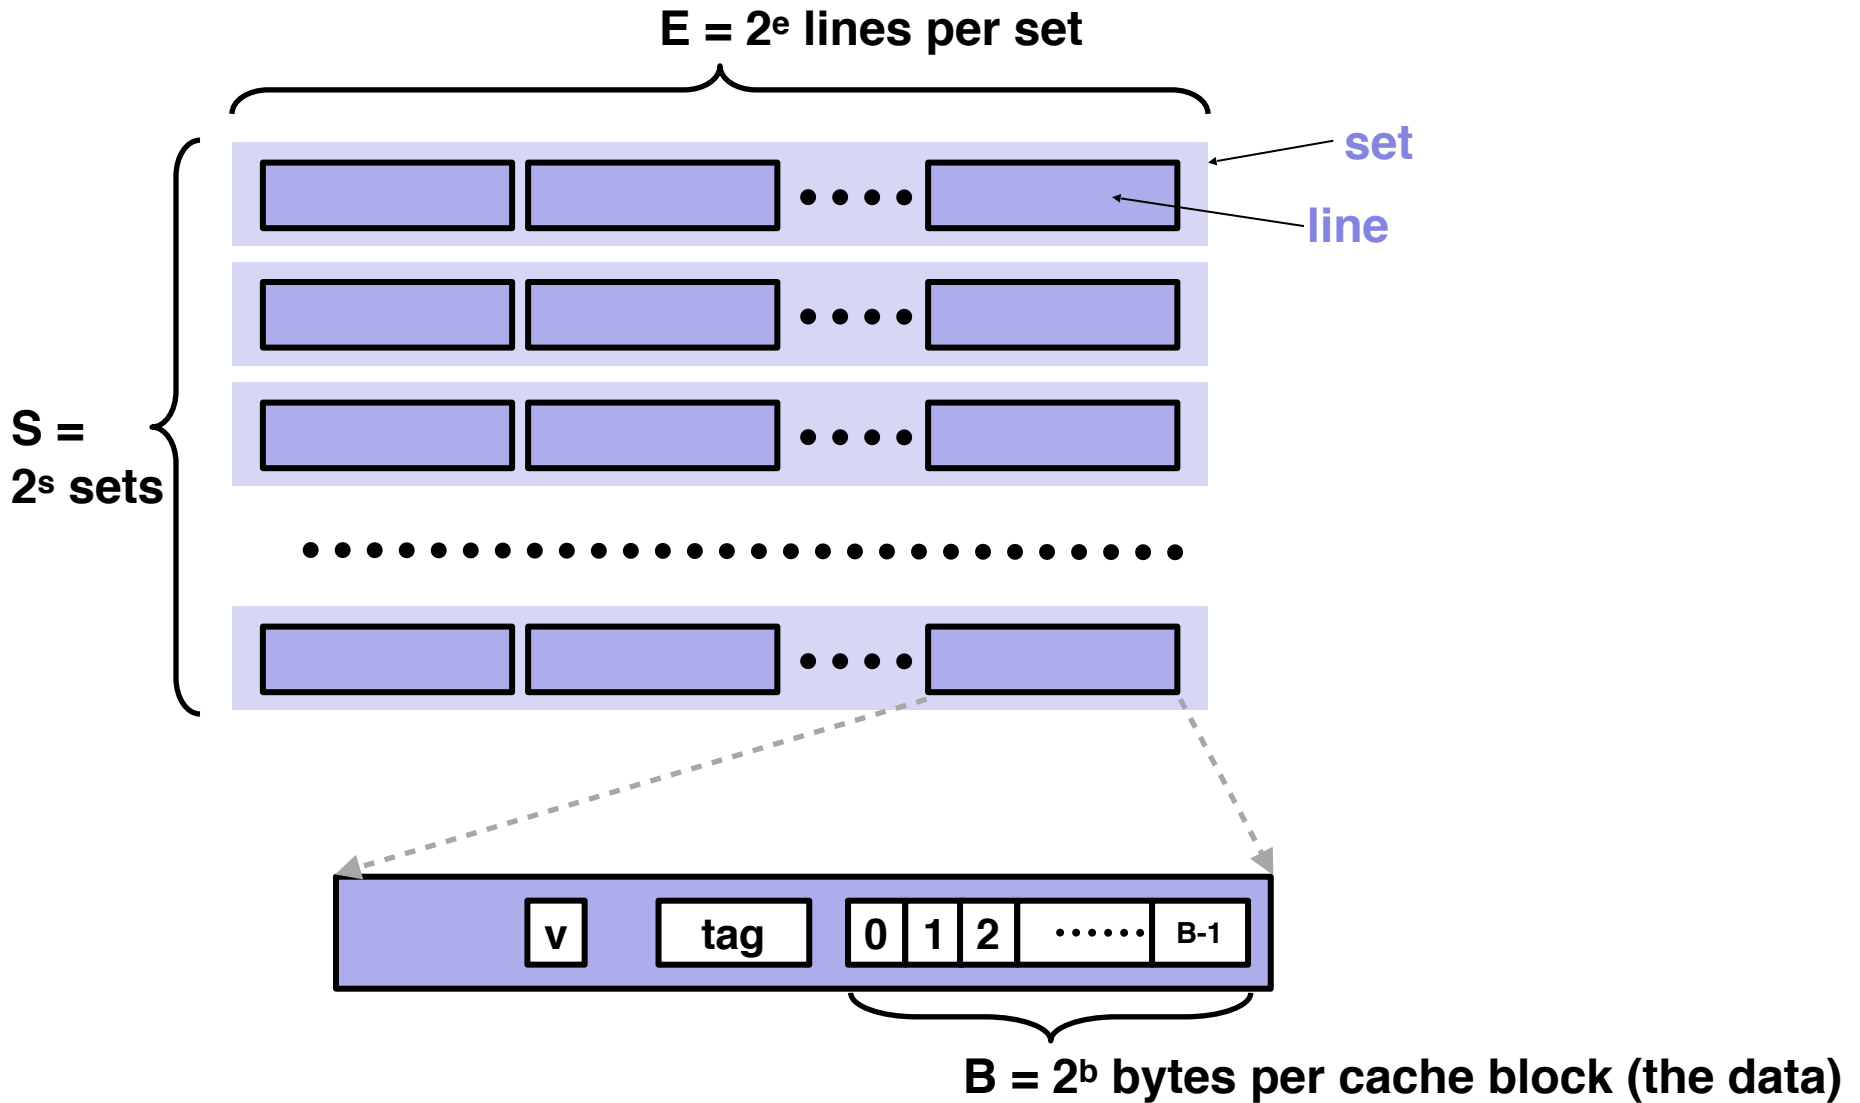 E = 2ᵉ lines per set
set
line
S =
2ˢ sets
v
tag
0
1
2
B-1
B = 2ᵇ bytes per cache block (the data)